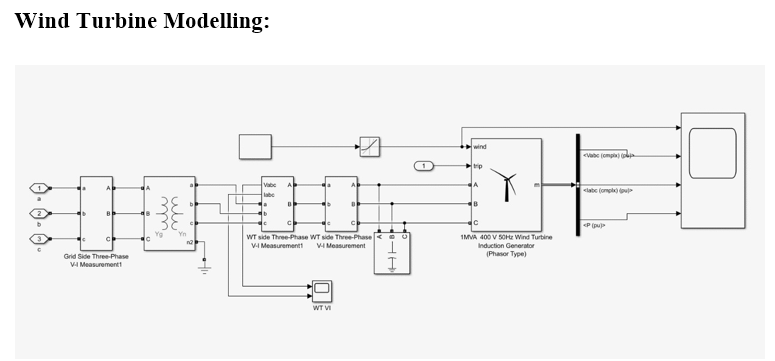 Wind Turbine Modelling:
1
a
2
b
3
c
a A
b B
c C
Grid Side Three-Phase
V-I Measurement1
A a
B b
C c
Yg Yn
n2
Vabc A
Iabc
a B
b
c C
WT side Three-Phase
V-I Measurement1
a A
b B
c C
WT side Three-Phase
V-I Measurement
A B C
WT VI
1
wind
trip
A
B
C
m
1MVA 400 V 50Hz Wind Turbine
Induction Generator
(Phasor Type)
<Vabc (cmplx) (pu)>
<Iabc (cmplx) (pu)>
<P (pu)>